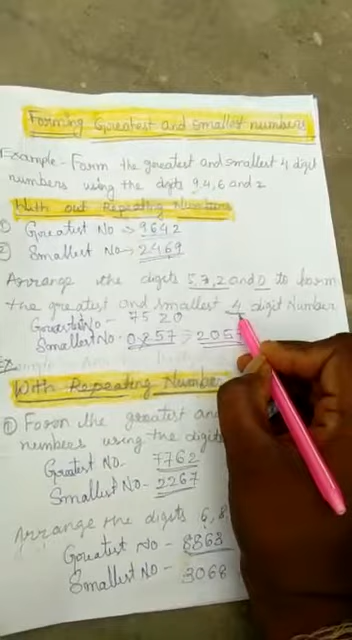 Forming Greatest and smallest numbers
Example - Form the greatest and smallest 4 digit
numbers using the digits 9,4,6 and 2
With out Repeating Numbers
① Greatest No → 9642
② Smallest No → 2469
Arrange the digits 5,7,2 and 0 to form
the greatest and smallest 4 digit Number
Greatest No - 7520
Smallest No - 0257 → 205
Ex
With Repeating Number
① Form the greatest and
numbers using the digits
Greatest No - 7762
Smallest No - 2267
Arrange the digits 6,8,
Greatest No - 8863
Smallest No - 3068